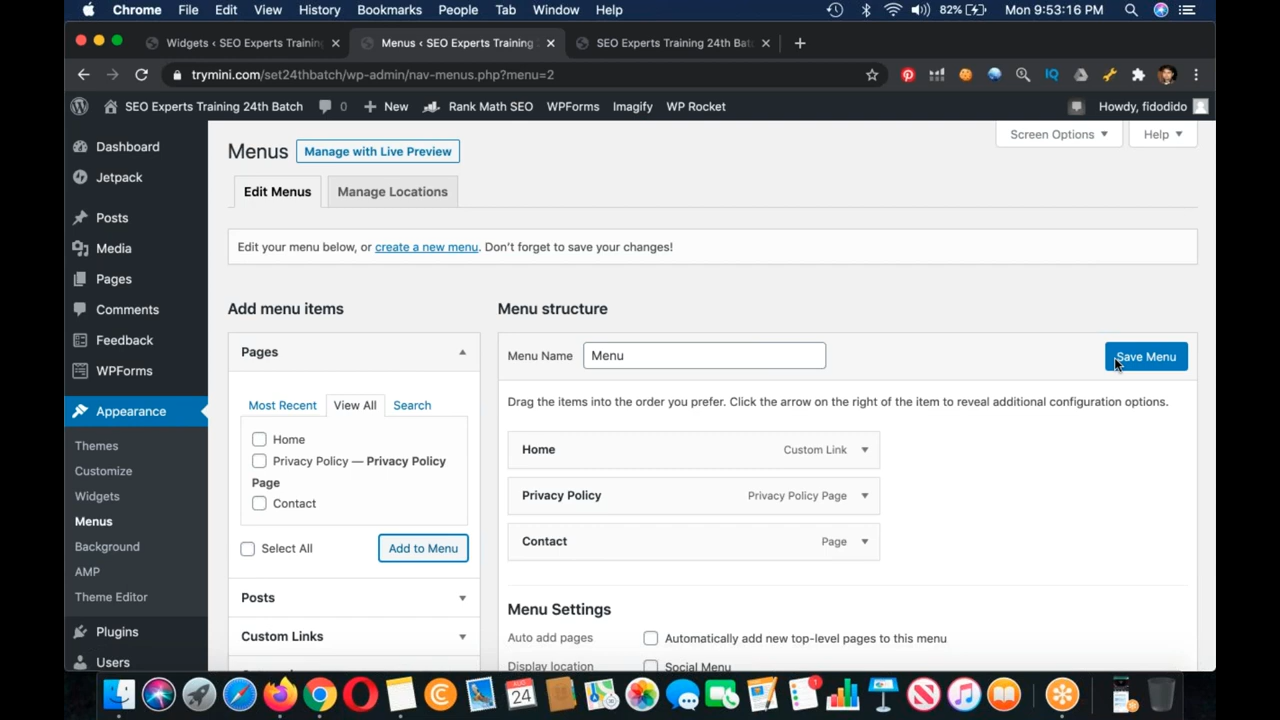 Chrome File Edit View History Bookmarks People Tab Window Help 82% Mon 9:53:16 PM
Widgets ‹ SEO Experts Training Menus ‹ SEO Experts Training SEO Experts Training 24th Bat
trymini.com/set24thbatch/wp-admin/nav-menus.php?menu=2
SEO Experts Training 24th Batch 0 New Rank Math SEO WPForms Imagify WP Rocket Howdy, fidodido
Screen Options Help
Dashboard
Jetpack
Posts
Media
Pages
Comments
Feedback
WPForms
Appearance
Themes
Customize
Widgets
Menus
Background
AMP
Theme Editor
Plugins
Users
Menus Manage with Live Preview
Edit Menus Manage Locations
Edit your menu below, or create a new menu. Don’t forget to save your changes!
Add menu items
Pages
Most Recent View All Search
Home
Privacy Policy — Privacy Policy
Page
Contact
Select All Add to Menu
Posts
Custom Links
Menu structure
Menu Name Menu Save Menu
Drag the items into the order you prefer. Click the arrow on the right of the item to reveal additional configuration options.
Home Custom Link
Privacy Policy Privacy Policy Page
Contact Page
Menu Settings
Auto add pages Automatically add new top-level pages to this menu
Display location Social Menu
24
1